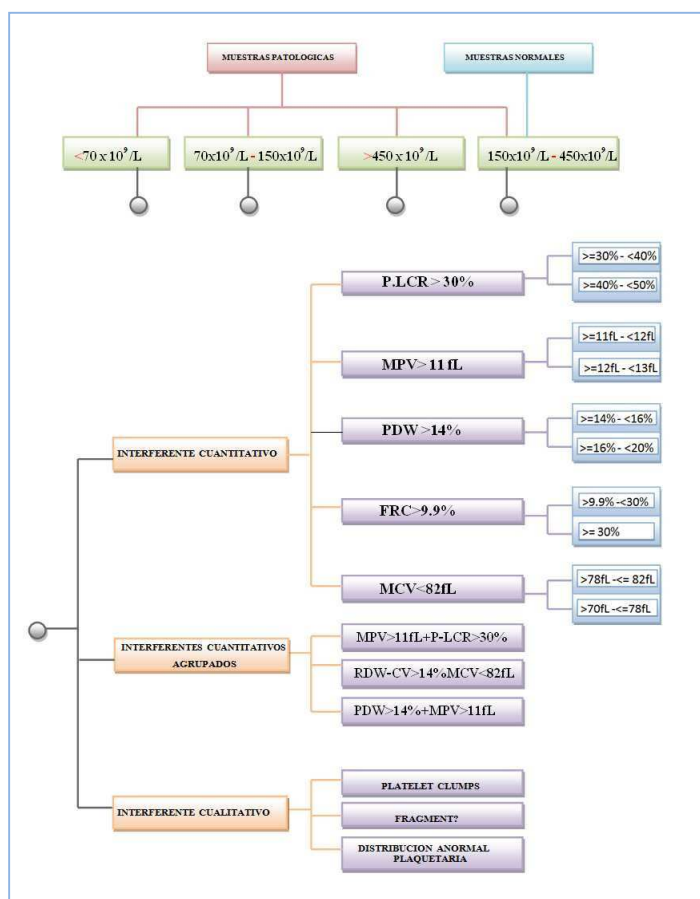 MUESTRAS PATOLOGICAS
MUESTRAS NORMALES
<70 x 10⁹/L
70x10⁹/L - 150x10⁹/L
>450 x 10⁹/L
150x10⁹/L - 450x10⁹/L
P.LCR > 30%
>=30% - <40%
>=40% - <50%
MPV> 11 fL
>=11fL - <12fL
>=12fL - <13fL
PDW >14%
>=14% - <16%
>=16% - <20%
INTERFERENTE CUANTITATIVO
FRC>9.9%
>9.9% -<30%
>= 30%
MCV<82fL
>78fL -<= 82fL
>70fL -<=78fL
INTERFERENTES CUANTITATIVOS
AGRUPADOS
MPV>11fL+P-LCR>30%
RDW-CV>14%MCV<82fL
PDW>14%+MPV>11fL
INTERFERENTE CUALITATIVO
PLATELET CLUMPS
FRAGMENT?
DISTRIBUCION ANORMAL
PLAQUETARIA